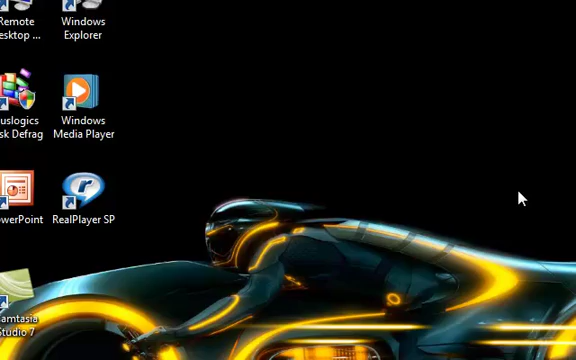 Remote
Windows
esktop ...
Explorer
uslogics
Windows
sk Defrag
Media Player
owerPoint
RealPlayer SP
amtasia
Studio 7